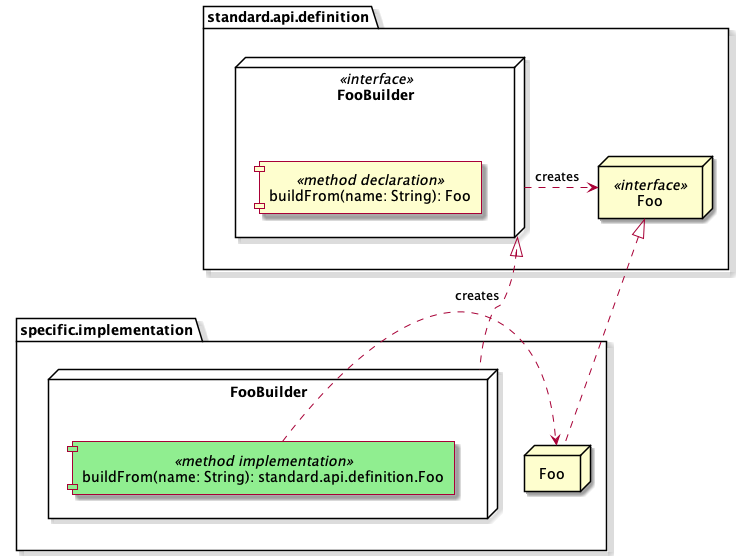 standard.api.definition
«interface»
FooBuilder
«method declaration»
buildFrom(name: String): Foo
creates
«interface»
Foo
creates
specific.implementation
FooBuilder
«method implementation»
buildFrom(name: String): standard.api.definition.Foo
Foo